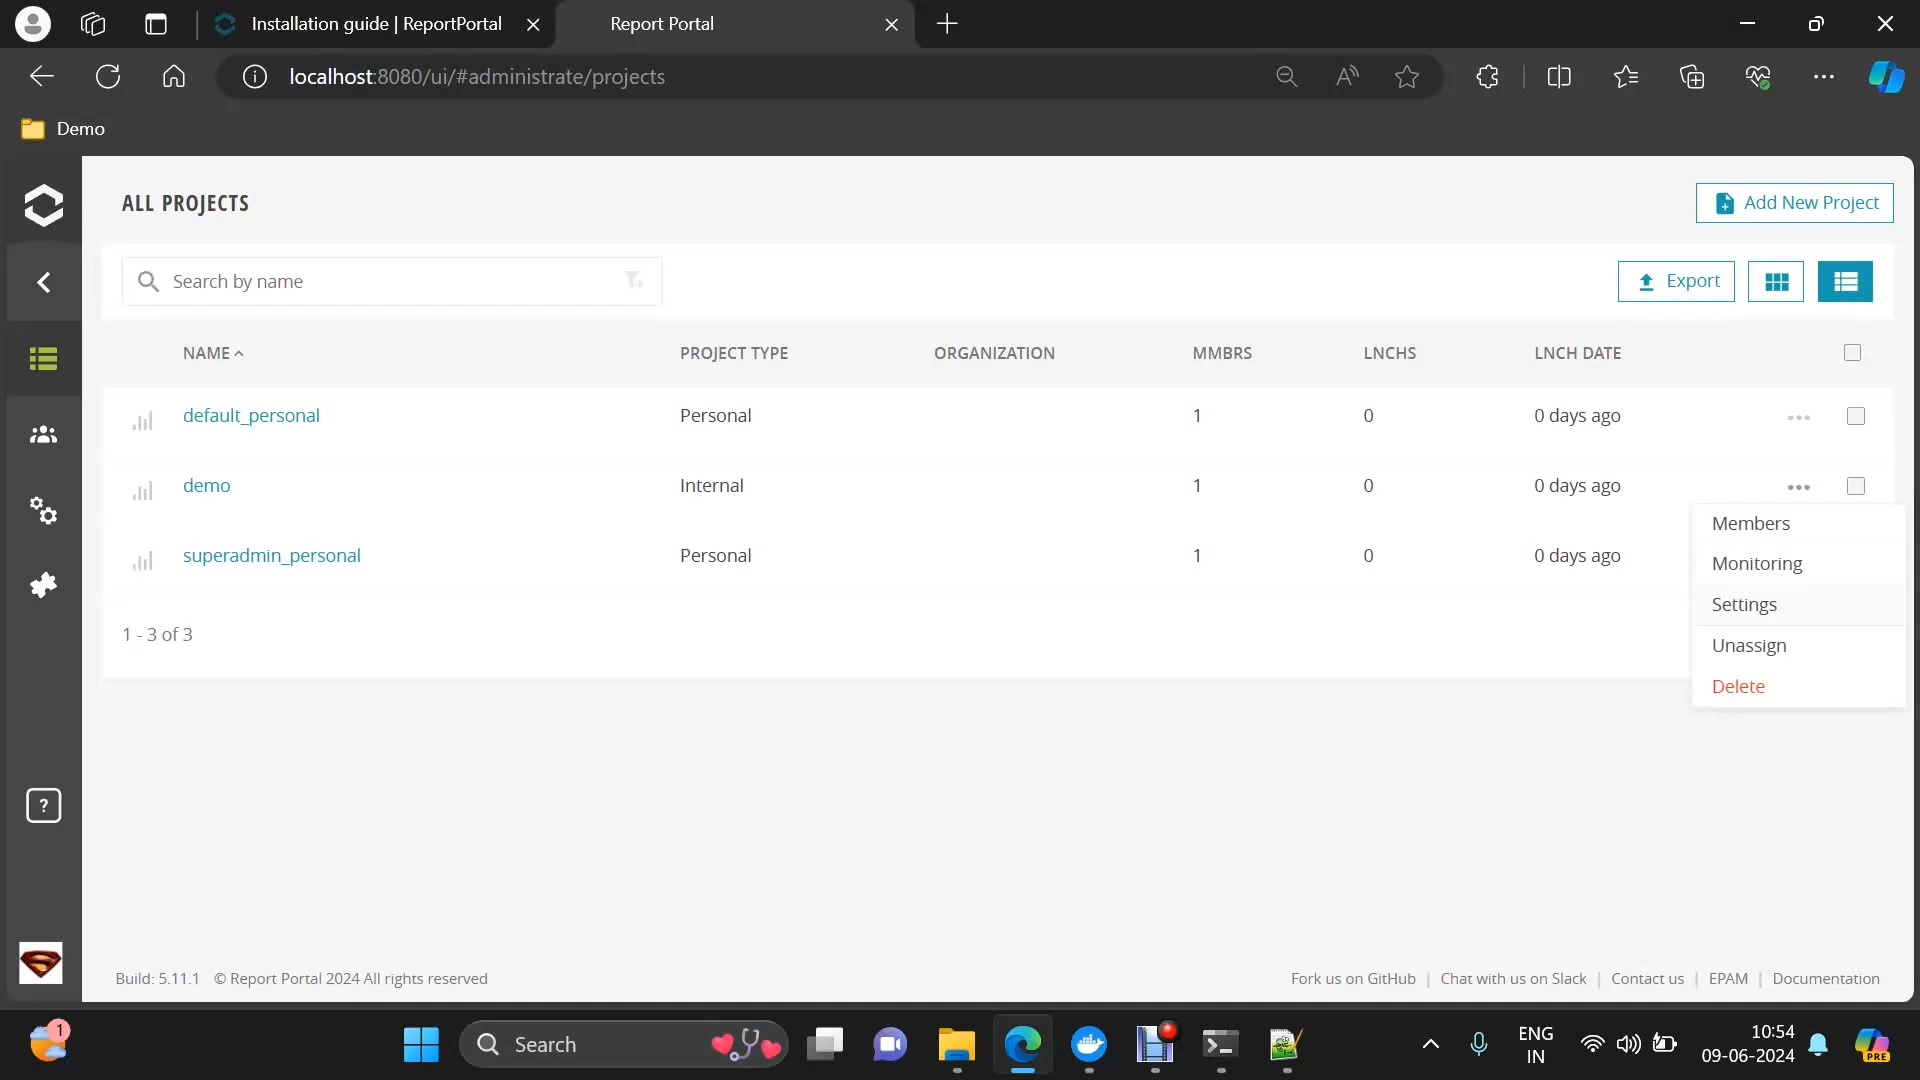 Installation guide | ReportPortal
Report Portal
localhost:8080/ui/#administrate/projects
Demo
ALL PROJECTS
Add New Project
Search by name
Export
NAME PROJECT TYPE ORGANIZATION MMBRS LNCHS LNCH DATE
default_personal Personal 1 0 0 days ago
demo Internal 1 0 0 days ago
superadmin_personal Personal 1 0 0 days ago
Members
Monitoring
Settings
Unassign
Delete
1 - 3 of 3
?
Build: 5.11.1 © Report Portal 2024 All rights reserved
Fork us on GitHub | Chat with us on Slack | Contact us | EPAM | Documentation
1
Search
ENG
IN
10:54
09-06-2024
PRE